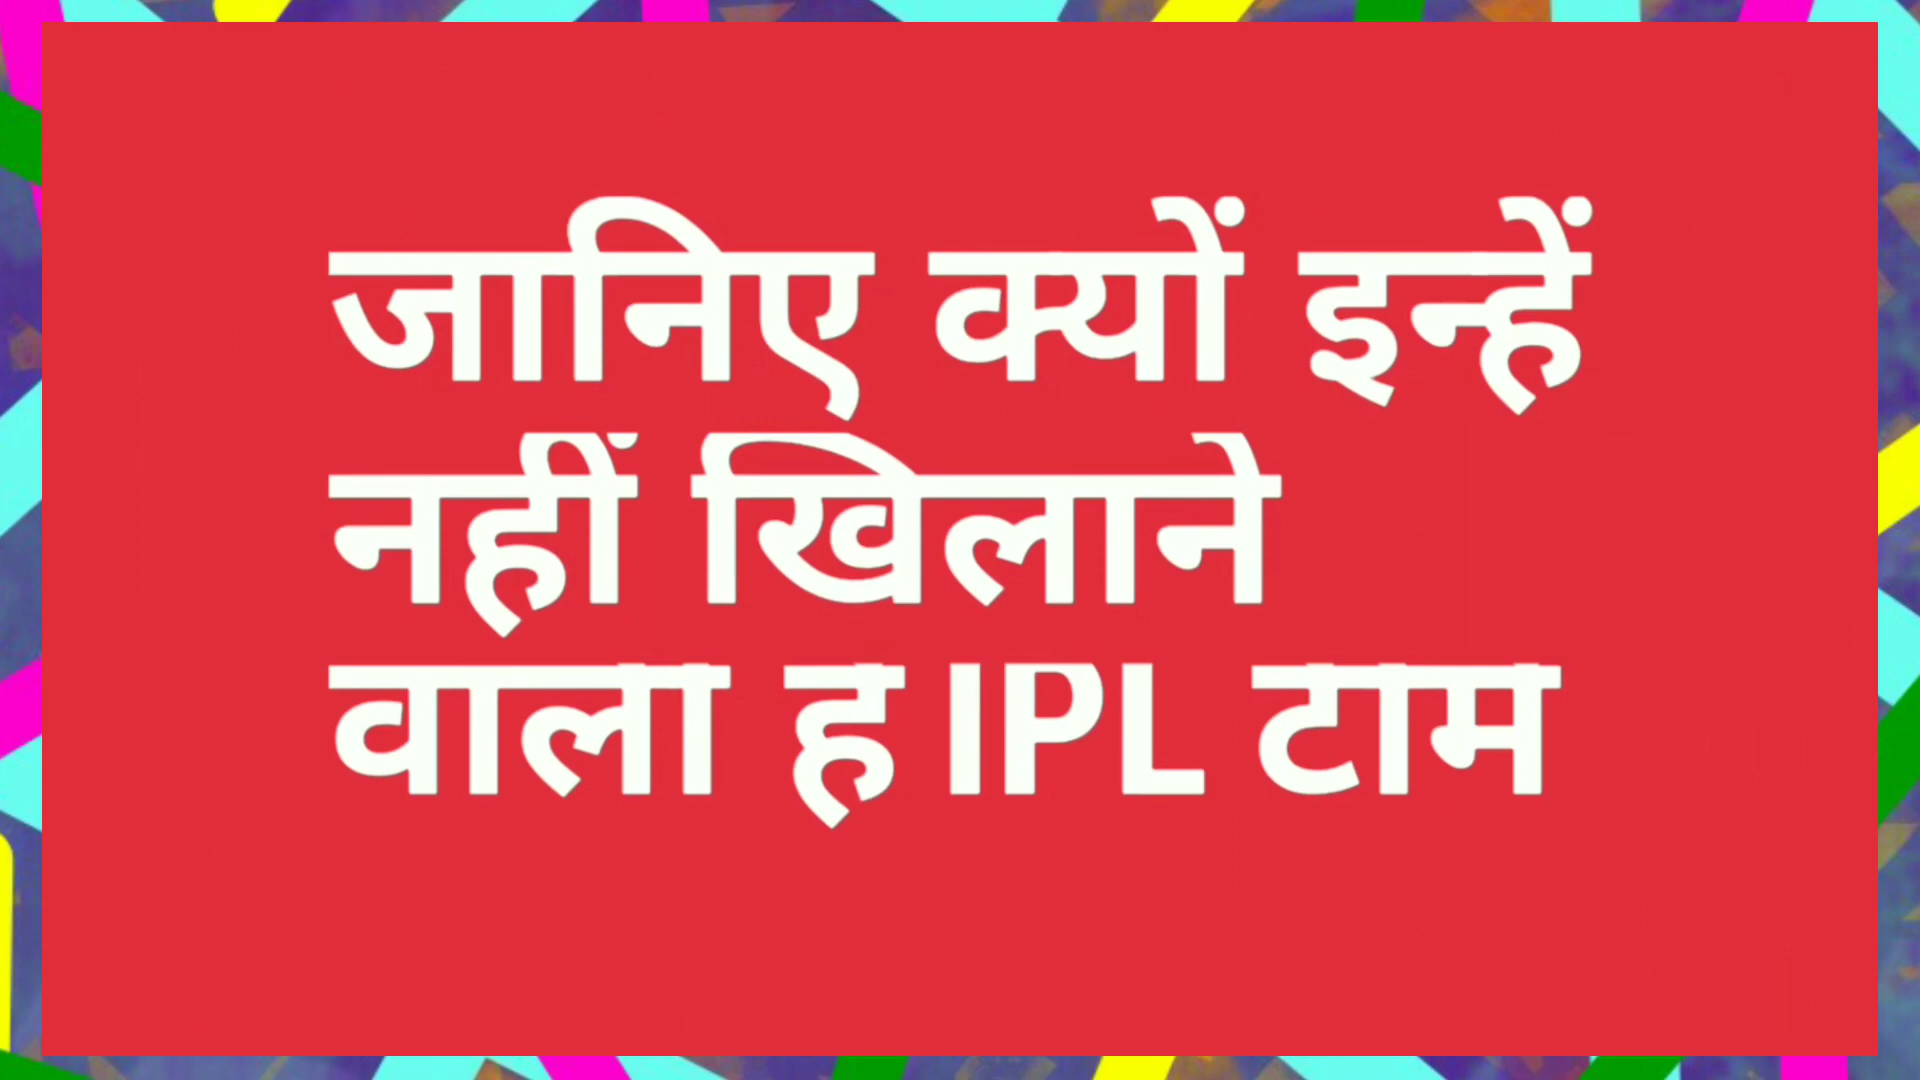 जानिए क्यों इन्हें
नहीं खिलाने
वाला ह IPL टाम